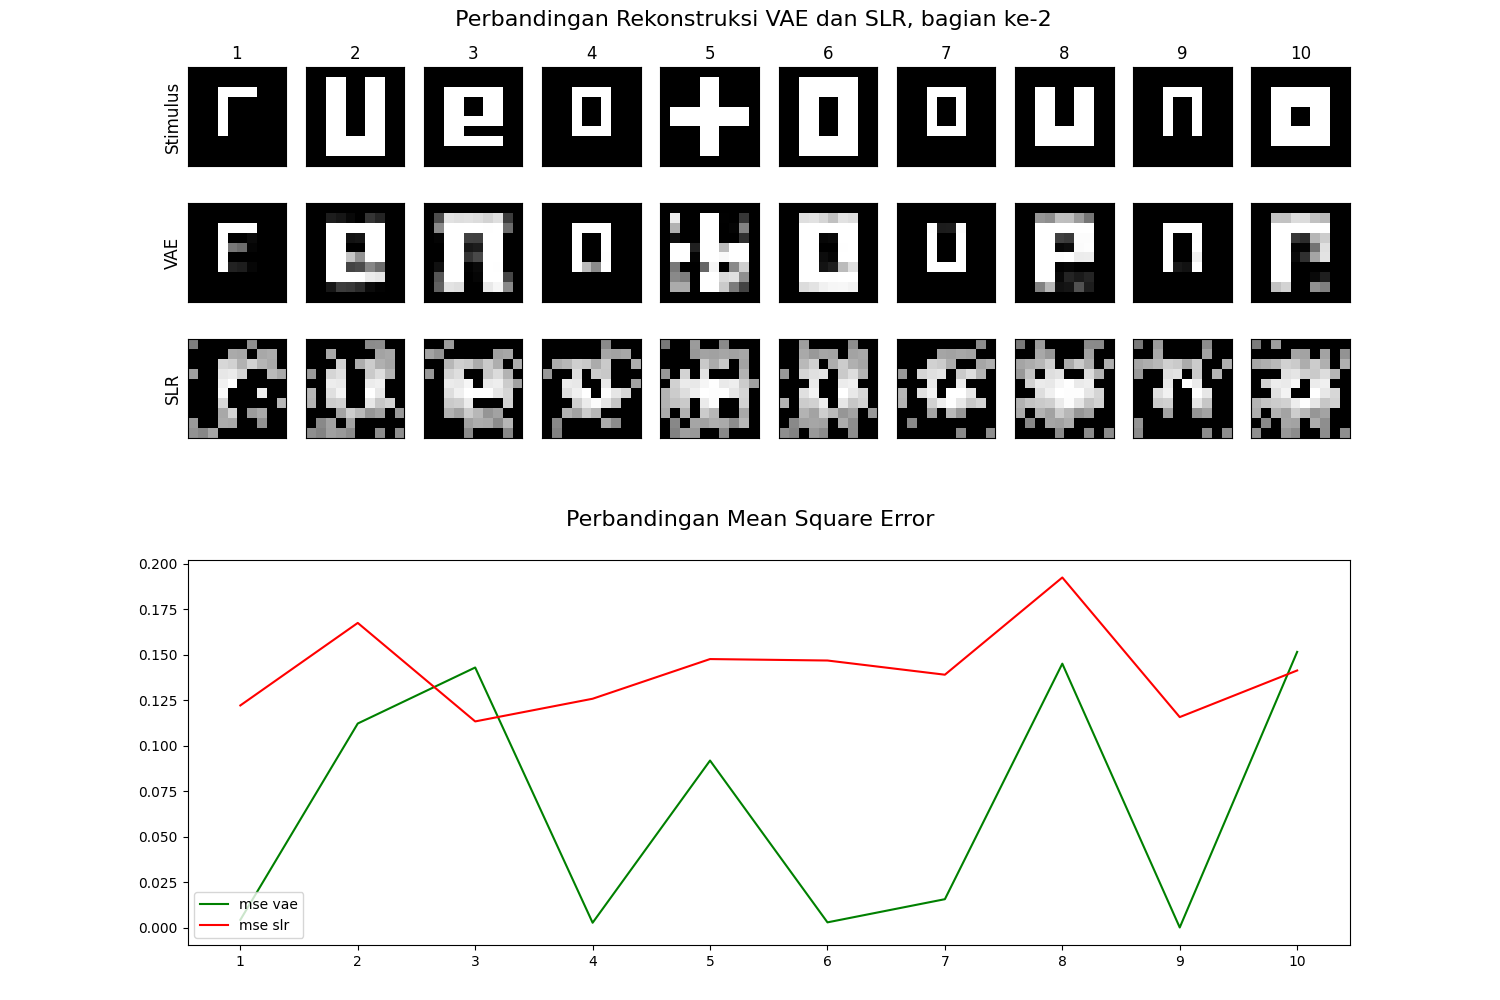 Perbandingan Rekonstruksi VAE dan SLR, bagian ke-2
1 2 3 4 5 6 7 8 9 10
Stimulus
VAE
SLR
Perbandingan Mean Square Error
0.200
0.175
0.150
0.125
0.100
0.075
0.050
0.025
0.000
mse vae
mse slr
1 2 3 4 5 6 7 8 9 10